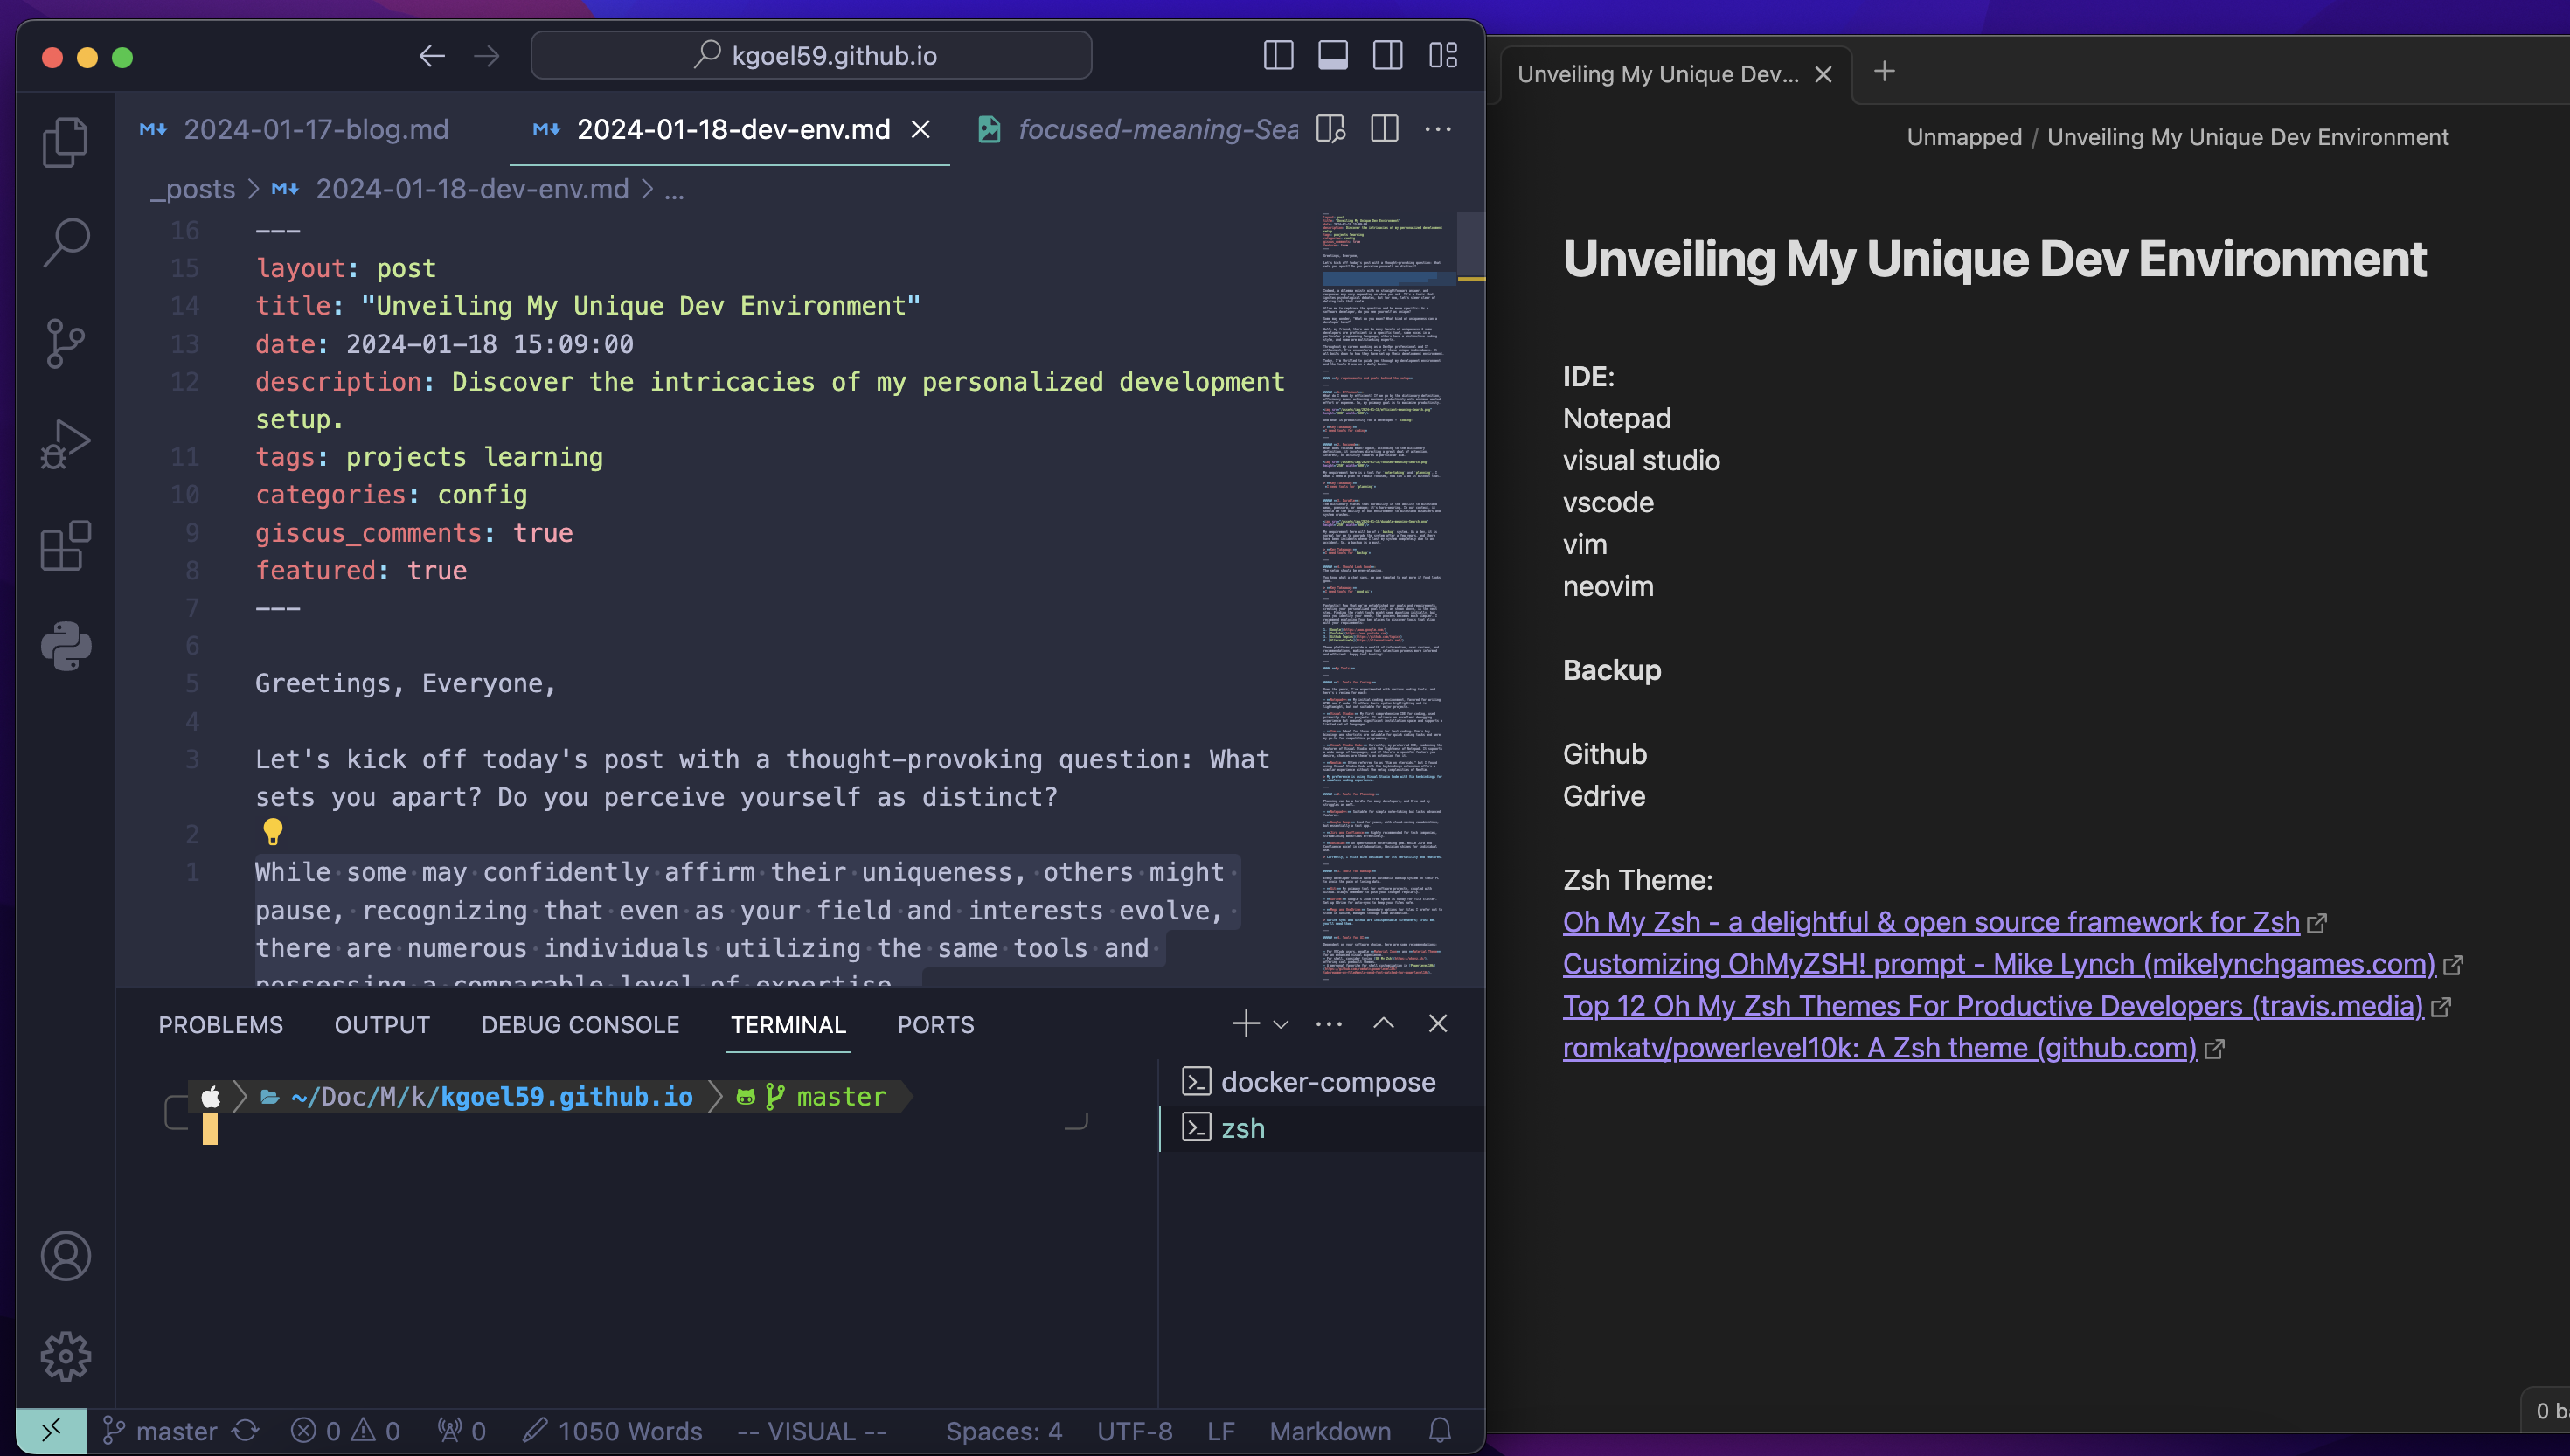 kgoel59.github.io
2024-01-17-blog.md
2024-01-18-dev-env.md
focused-meaning-Sea
_posts > 2024-01-18-dev-env.md > ...
16 ---
15 layout: post
14 title: "Unveiling My Unique Dev Environment"
13 date: 2024-01-18 15:09:00
12 description: Discover the intricacies of my personalized development
setup.
11 tags: projects learning
10 categories: config
9 giscus_comments: true
8 featured: true
7 ---
6
5 Greetings, Everyone,
4
3 Let's kick off today's post with a thought-provoking question: What
sets you apart? Do you perceive yourself as distinct?
2
1 While some may confidently affirm their uniqueness, others might
pause, recognizing that even as your field and interests evolve,
there are numerous individuals utilizing the same tools and
possessing a comparable level of expertise.
PROBLEMS OUTPUT DEBUG CONSOLE TERMINAL PORTS
~/Doc/M/k/kgoel59.github.io master
docker-compose
zsh
master 0 0 0 1050 Words -- VISUAL -- Spaces: 4 UTF-8 LF Markdown
Unveiling My Unique Dev...
Unmapped / Unveiling My Unique Dev Environment
Unveiling My Unique Dev Environment
IDE:
Notepad
visual studio
vscode
vim
neovim
Backup
Github
Gdrive
Zsh Theme:
Oh My Zsh - a delightful & open source framework for Zsh
Customizing OhMyZSH! prompt - Mike Lynch (mikelynchgames.com)
Top 12 Oh My Zsh Themes For Productive Developers (travis.media)
romkatv/powerlevel10k: A Zsh theme (github.com)
0 ba